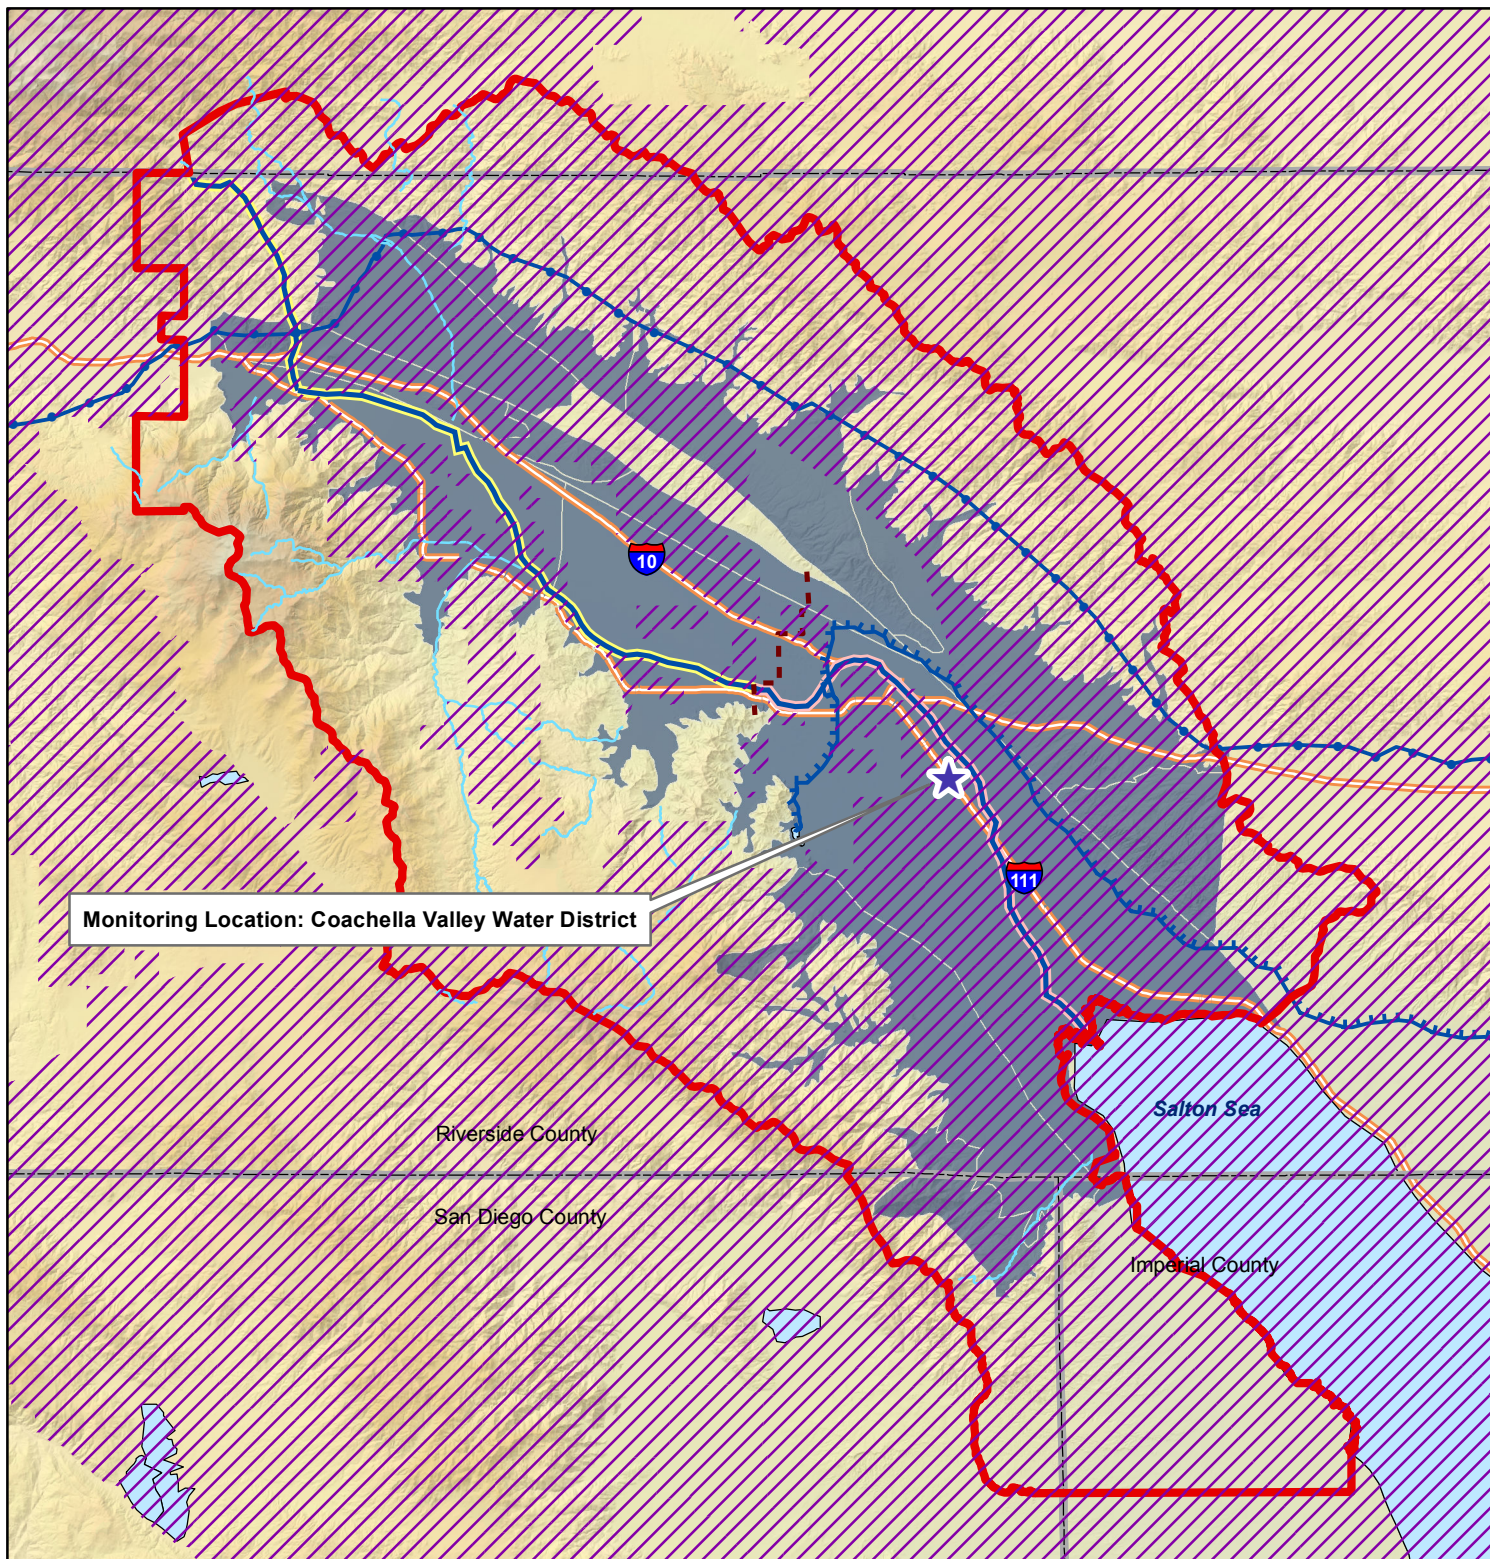 10
111
Monitoring Location: Coachella Valley Water District
Salton Sea
Riverside County
San Diego County
Imperial County